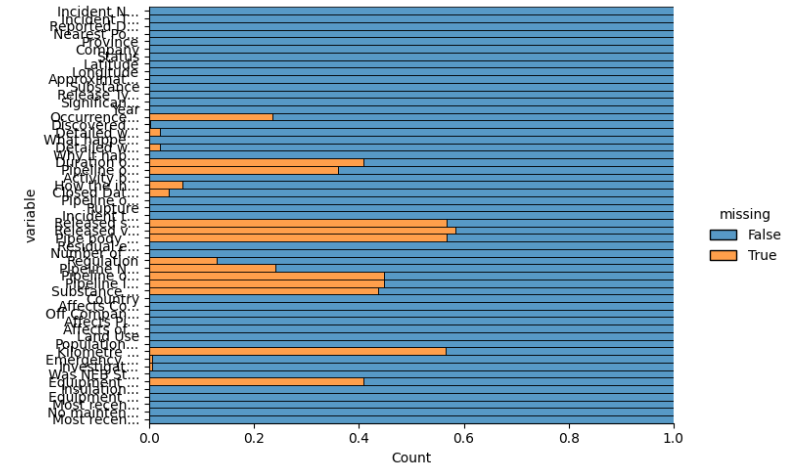 Incident N...
Incident T...
Reported D...
Nearest Po...
Province
Company
Status
Latitude
Longitude
Approximat...
Substance
Release Ty...
Significan...
Year
Occurrence...
Discovered...
Detailed w...
What happe...
Detailed w...
Why it hap...
Duration o...
Pipeline o...
Activity b...
How the in...
Closed Dat...
Pipeline o...
Rupture
Incident t...
Released s...
Released v...
Pipe body ...
Residual e...
Number of ...
Regulation
Pipeline N...
Pipeline o...
Pipeline l...
Substance ...
Country
Affects Co...
Off Compan...
Affects Pi...
Affects of...
Land Use
Population...
Kilometre ...
Emergency ...
Investigat...
Was NEB St...
Equipment ...
Insulation...
Equipment ...
Most recen...
No mainten...
Most recen...
variable
0.0 0.2 0.4 0.6 0.8 1.0
Count
missing
False
True